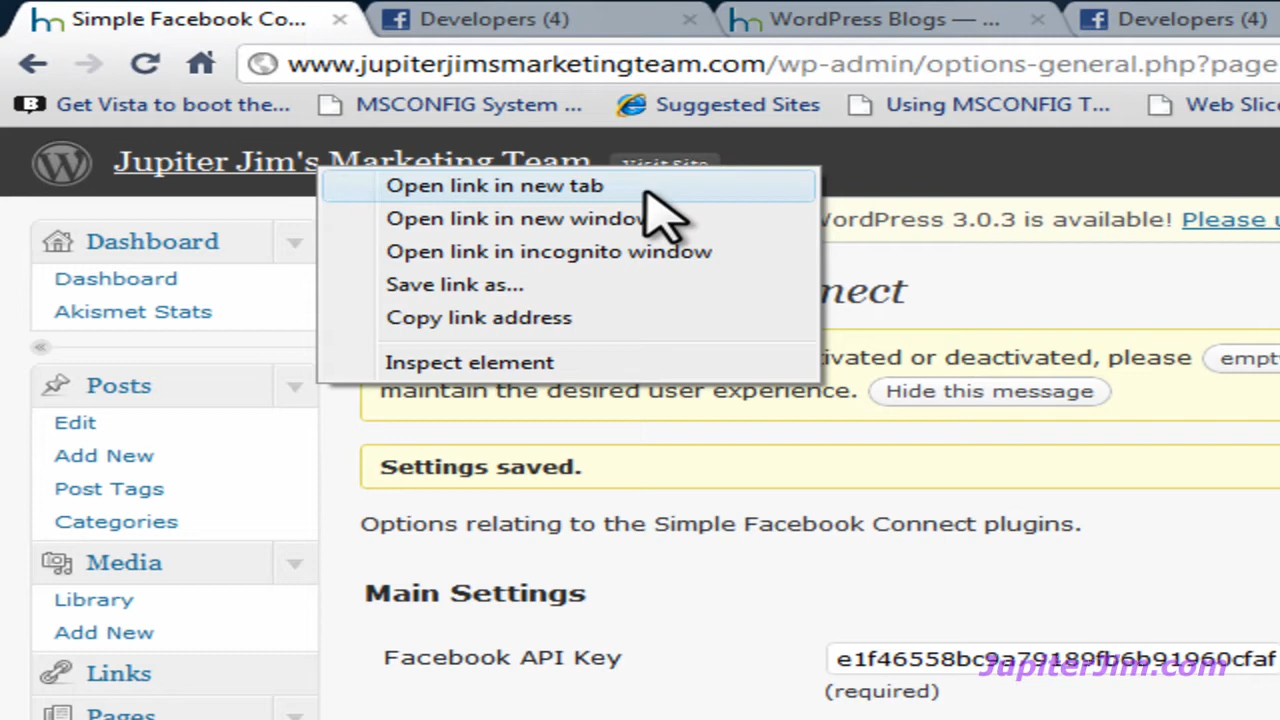 Simple Facebook Co...
Developers (4)
WordPress Blogs — ...
Developers (4)
www.jupiterjimsmarketingteam.com/wp-admin/options-general.php?page
Get Vista to boot the...
MSCONFIG System ...
Suggested Sites
Using MSCONFIG T...
Web Slice
Jupiter Jim's Marketing Team
Visit Site
Open link in new tab
Open link in new window
Open link in incognito window
Save link as...
Copy link address
Inspect element
WordPress 3.0.3 is available! Please u
nect
Dashboard
Dashboard
Akismet Stats
ivated or deactivated, please empt
maintain the desired user experience. Hide this message
Posts
Edit
Add New
Post Tags
Categories
Settings saved.
Options relating to the Simple Facebook Connect plugins.
Media
Library
Add New
Main Settings
Links
Pages
Facebook API Key
e1f46558bc9a79189fb6b91960cfaf
(required)
JupiterJim.com